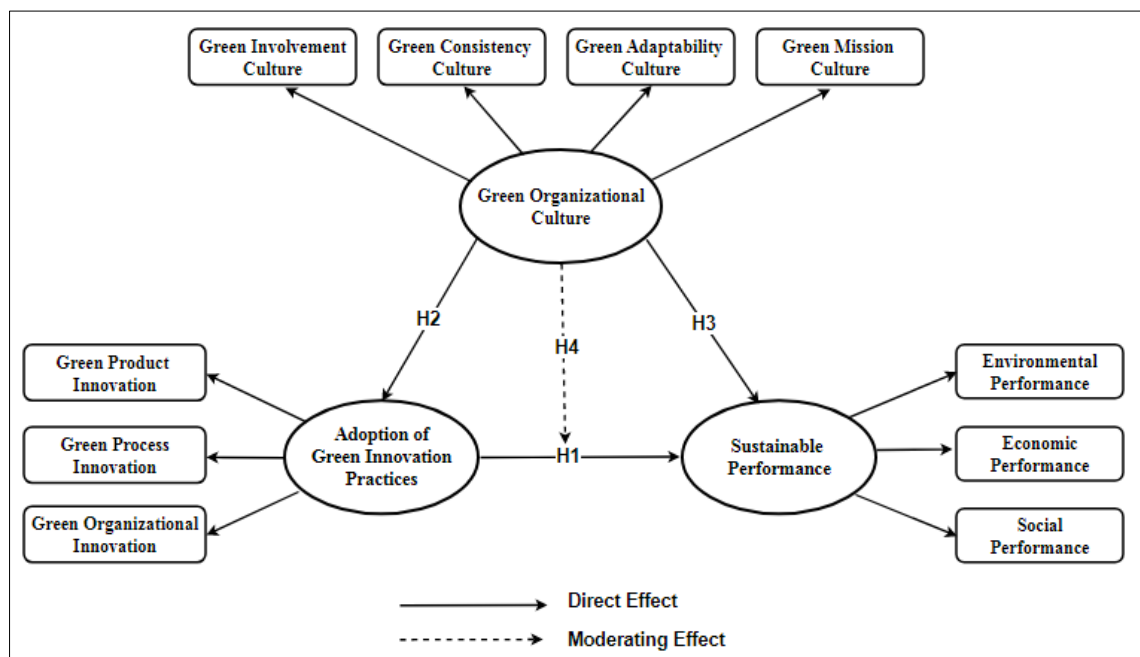 Green Involvement
Culture
Green Consistency
Culture
Green Adaptability
Culture
Green Mission
Culture
Green Organizational
Culture
H2
H3
H4
Green Product
Innovation
Green Process
Innovation
Green Organizational
Innovation
Adoption of
Green Innovation
Practices
H1
Sustainable
Performance
Environmental
Performance
Economic
Performance
Social
Performance
Direct Effect
Moderating Effect